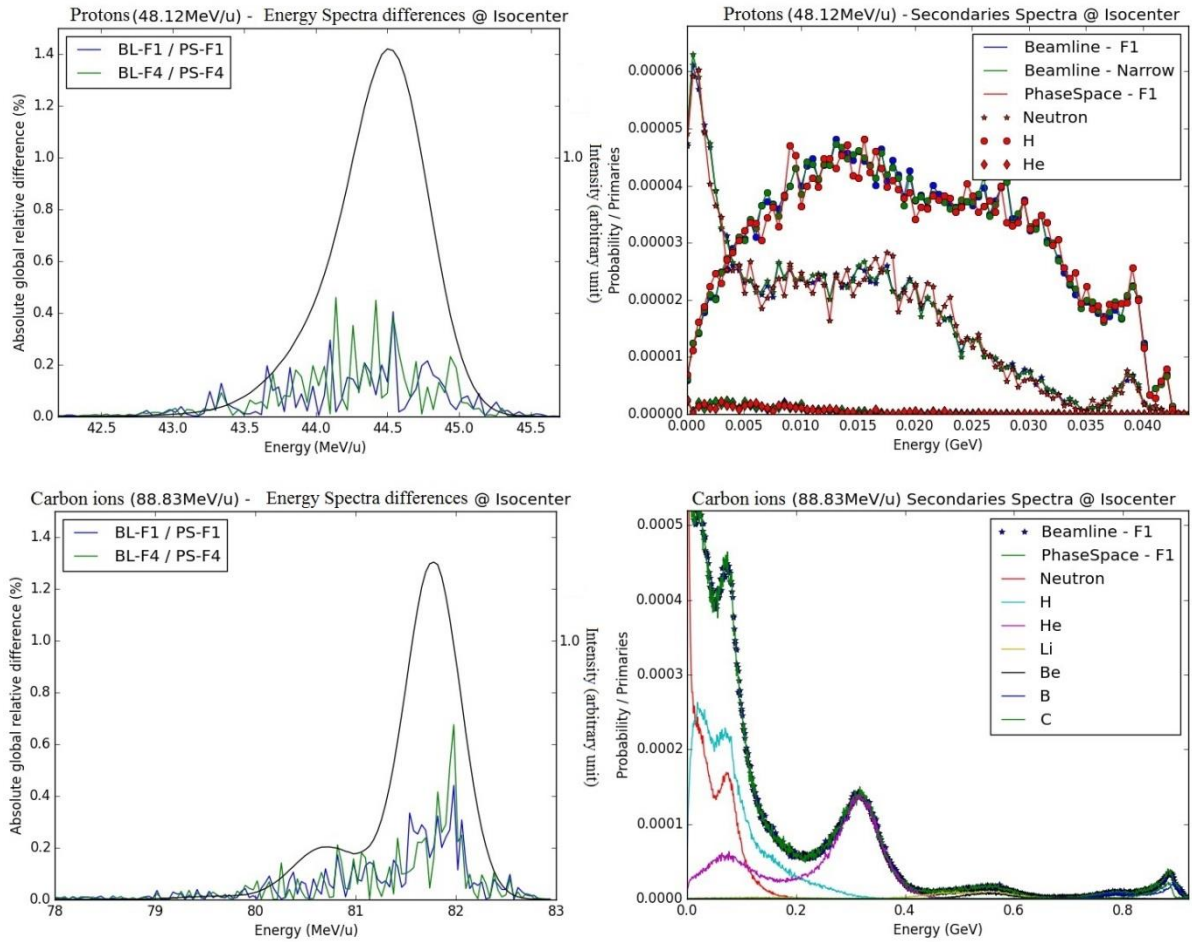 Protons (48.12MeV/u) - Energy Spectra differences @ Isocenter
1.4
1.2
1.0
0.8
0.6
0.4
0.2
0.0
Absolute global relative difference (%)
BL-F1 / PS-F1
BL-F4 / PS-F4
1.0
Intensity (arbitrary unit)
42.5
43.0
43.5
44.0
44.5
45.0
45.5
Energy (MeV/u)
Protons (48.12MeV/u) - Secondaries Spectra @ Isocenter
0.00006
0.00005
0.00004
0.00003
0.00002
0.00001
0.00000
Probability / Primaries
Beamline - F1
Beamline - Narrow
PhaseSpace - F1
Neutron
H
He
0.000
0.005
0.010
0.015
0.020
0.025
0.030
0.035
0.040
Energy (GeV)
Carbon ions (88.83MeV/u) - Energy Spectra differences @ Isocenter
1.4
1.2
1.0
0.8
0.6
0.4
0.2
0.0
Absolute global relative difference (%)
BL-F1 / PS-F1
BL-F4 / PS-F4
1.0
Intensity (arbitrary unit)
78
79
80
81
82
83
Energy (MeV/u)
Carbon ions (88.83MeV/u) Secondaries Spectra @ Isocenter
0.0005
0.0004
0.0003
0.0002
0.0001
0.0000
Probability / Primaries
Beamline - F1
PhaseSpace - F1
Neutron
H
He
Li
Be
B
C
0.0
0.2
0.4
0.6
0.8
Energy (GeV)